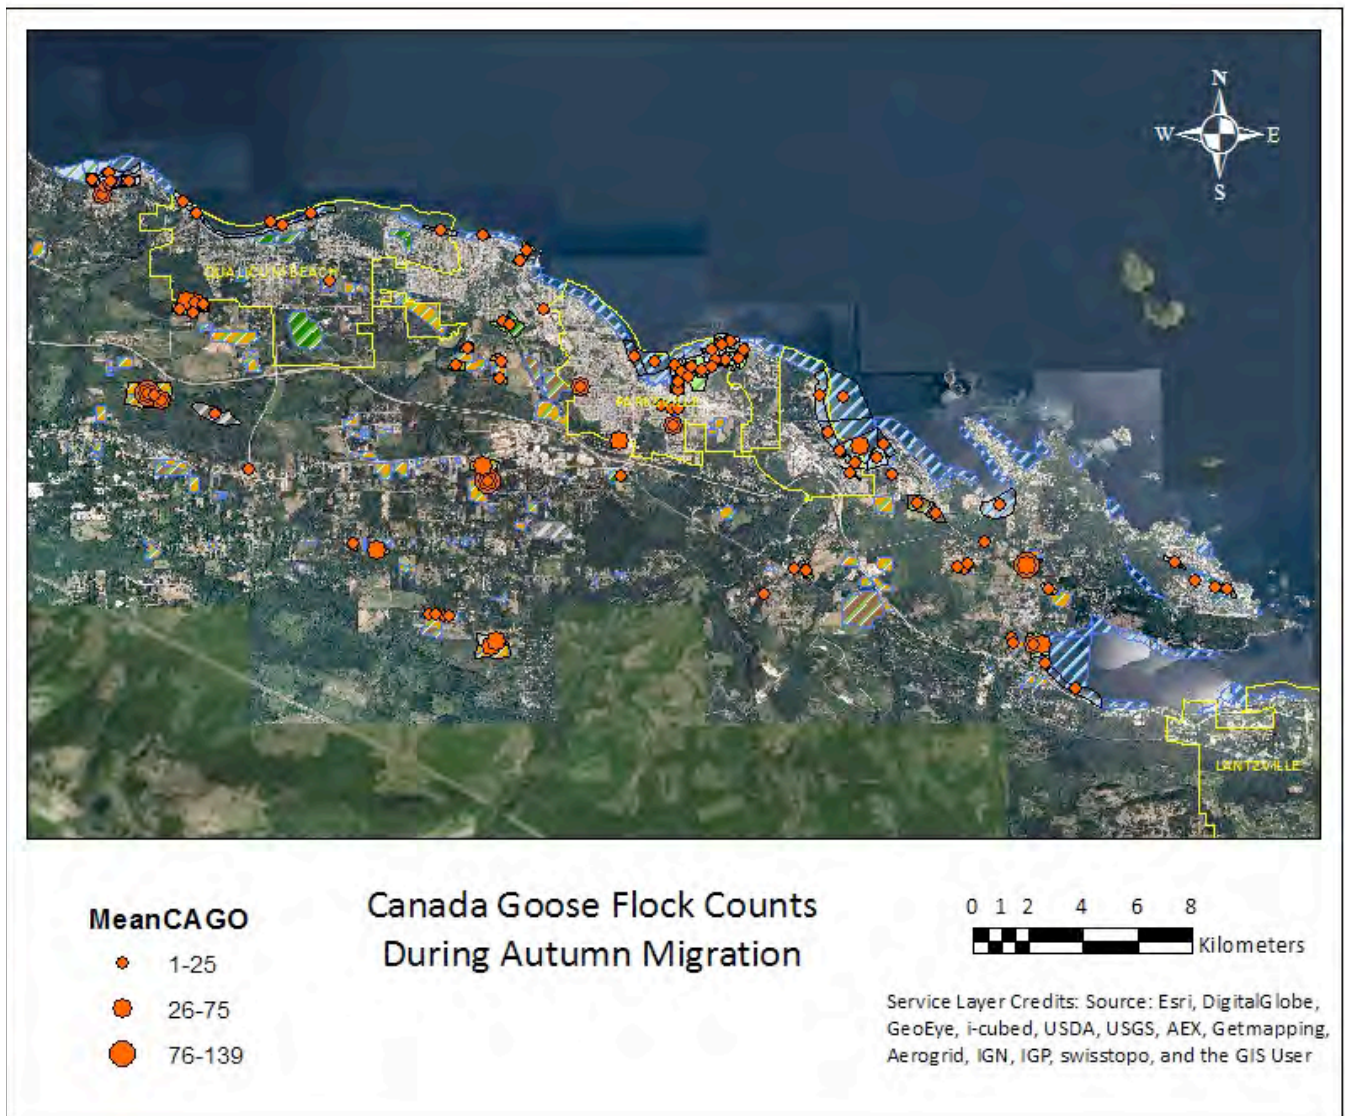 N
W E
S
QUALICUM BEACH
PARKSVILLE
LANTZVILLE
MeanCAGO
1-25
26-75
76-139
Canada Goose Flock Counts
During Autumn Migration
0 1 2 4 6 8
Kilometers
Service Layer Credits: Source: Esri, DigitalGlobe,
GeoEye, i-cubed, USDA, USGS, AEX, Getmapping,
Aerogrid, IGN, IGP, swisstopo, and the GIS User